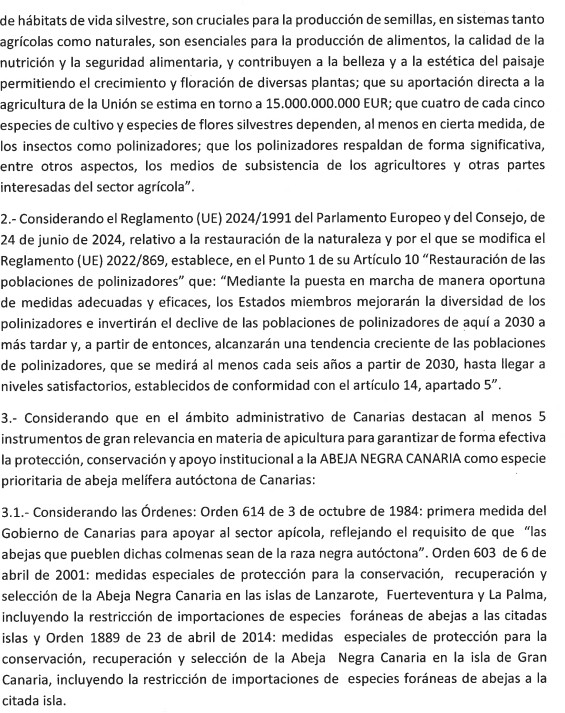 de hábitats de vida silvestre, son cruciales para la producción de semillas, en sistemas tanto
agrícolas como naturales, son esenciales para la producción de alimentos, la calidad de la
nutrición y la seguridad alimentaria, y contribuyen a la belleza y a la estética del paisaje
permitiendo el crecimiento y floración de diversas plantas; que su aportación directa a la
agricultura de la Unión se estima en torno a 15.000.000.000 EUR; que cuatro de cada cinco
especies de cultivo y especies de flores silvestres dependen, al menos en cierta medida, de
los insectos como polinizadores; que los polinizadores respaldan de forma significativa,
entre otros aspectos, los medios de subsistencia de los agricultores y otras partes
interesadas del sector agrícola”.
2.- Considerando el Reglamento (UE) 2024/1991 del Parlamento Europeo y del Consejo, de
24 de junio de 2024, relativo a la restauración de la naturaleza y por el que se modifica el
Reglamento (UE) 2022/869, establece, en el Punto 1 de su Artículo 10 “Restauración de las
poblaciones de polinizadores” que: “Mediante la puesta en marcha de manera oportuna
de medidas adecuadas y eficaces, los Estados miembros mejorarán la diversidad de los
polinizadores e invertirán el declive de las poblaciones de polinizadores de aquí a 2030 a
más tardar y, a partir de entonces, alcanzarán una tendencia creciente de las poblaciones
de polinizadores, que se medirá al menos cada seis años a partir de 2030, hasta llegar a
niveles satisfactorios, establecidos de conformidad con el artículo 14, apartado 5”.
3.- Considerando que en el ámbito administrativo de Canarias destacan al menos 5
instrumentos de gran relevancia en materia de apicultura para garantizar de forma efectiva
la protección, conservación y apoyo institucional a la ABEJA NEGRA CANARIA como especie
prioritaria de abeja melífera autóctona de Canarias:
3.1.- Considerando las Órdenes: Orden 614 de 3 de octubre de 1984: primera medida del
Gobierno de Canarias para apoyar al sector apícola, reflejando el requisito de que “las
abejas que pueblen dichas colmenas sean de la raza negra autóctona”. Orden 603 de 6 de
abril de 2001: medidas especiales de protección para la conservación, recuperación y
selección de la Abeja Negra Canaria en las islas de Lanzarote, Fuerteventura y La Palma,
incluyendo la restricción de importaciones de especies foráneas de abejas a las citadas
islas y Orden 1889 de 23 de abril de 2014: medidas especiales de protección para la
conservación, recuperación y selección de la Abeja Negra Canaria en la isla de Gran
Canaria, incluyendo la restricción de importaciones de especies foráneas de abejas a la
citada isla.